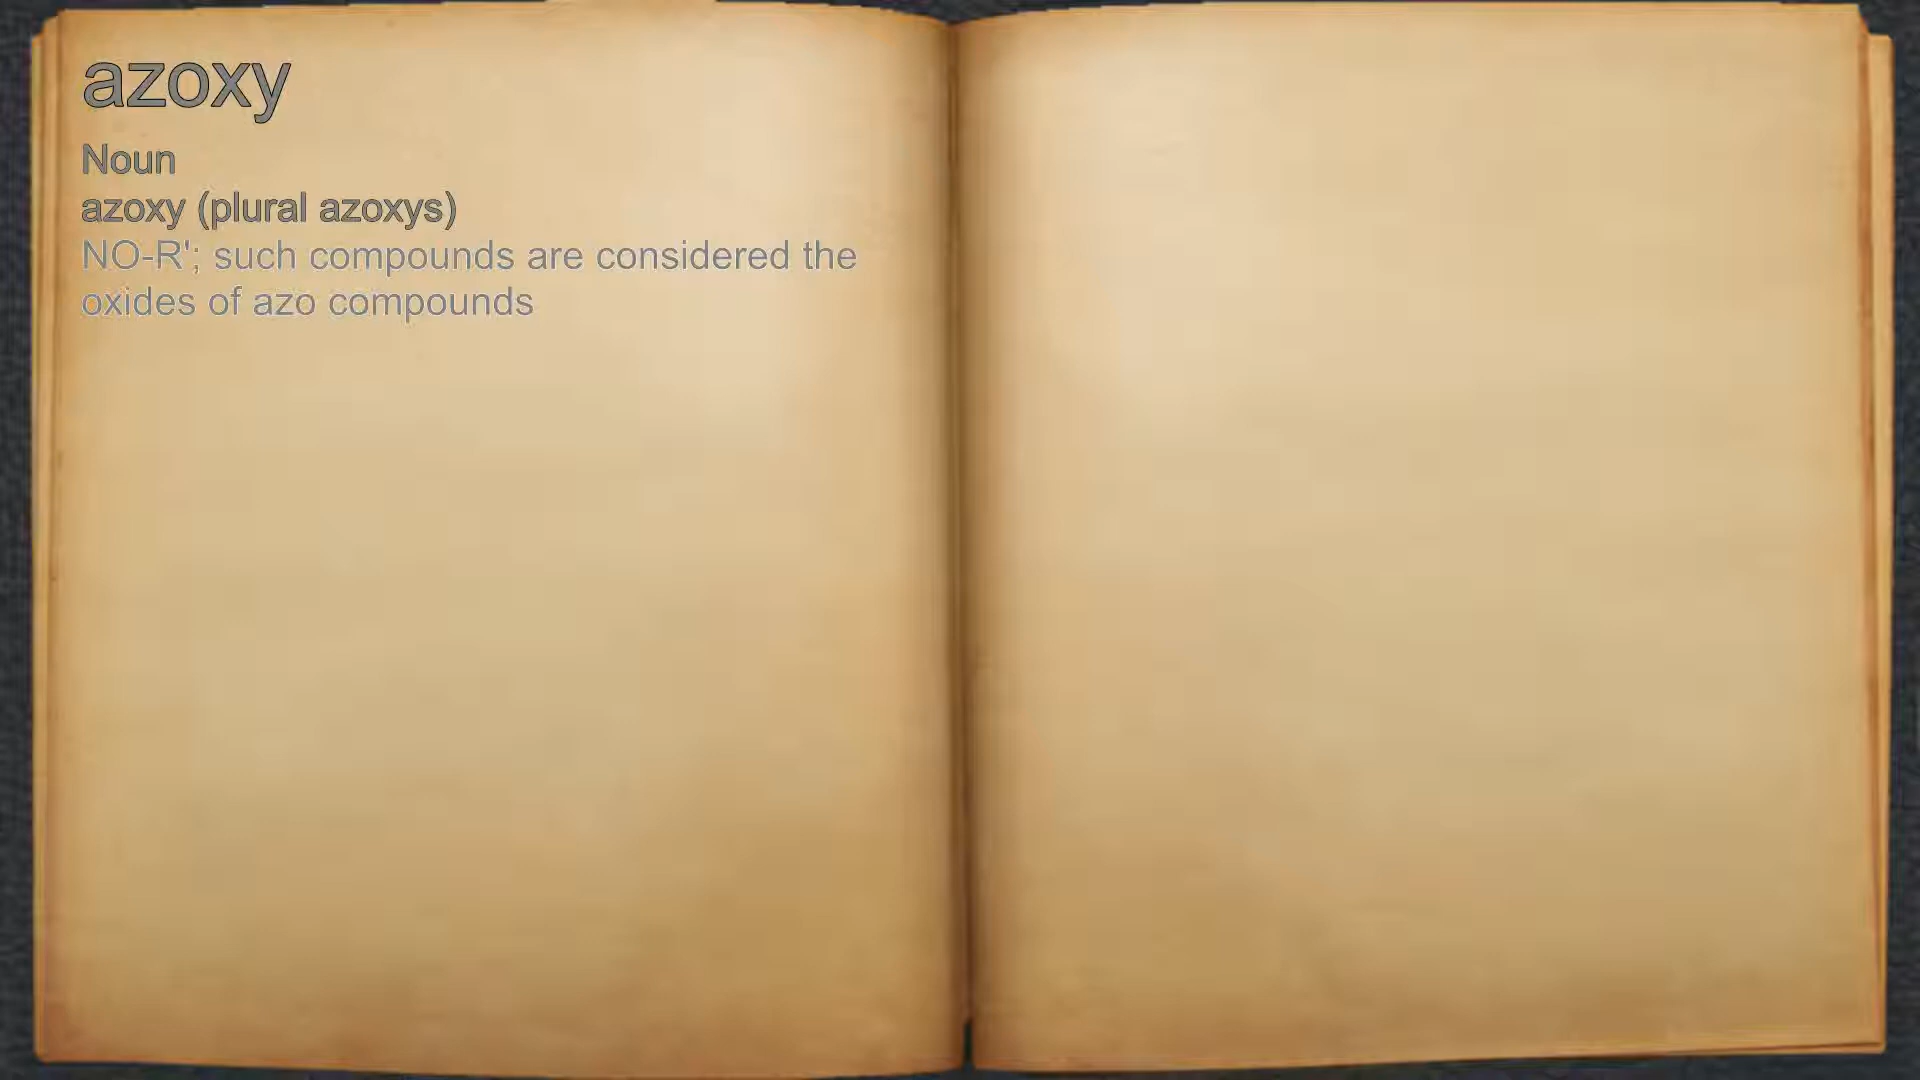 azoxy
Noun
azoxy (plural azoxys)
NO-R'; such compounds are considered the
oxides of azo compounds